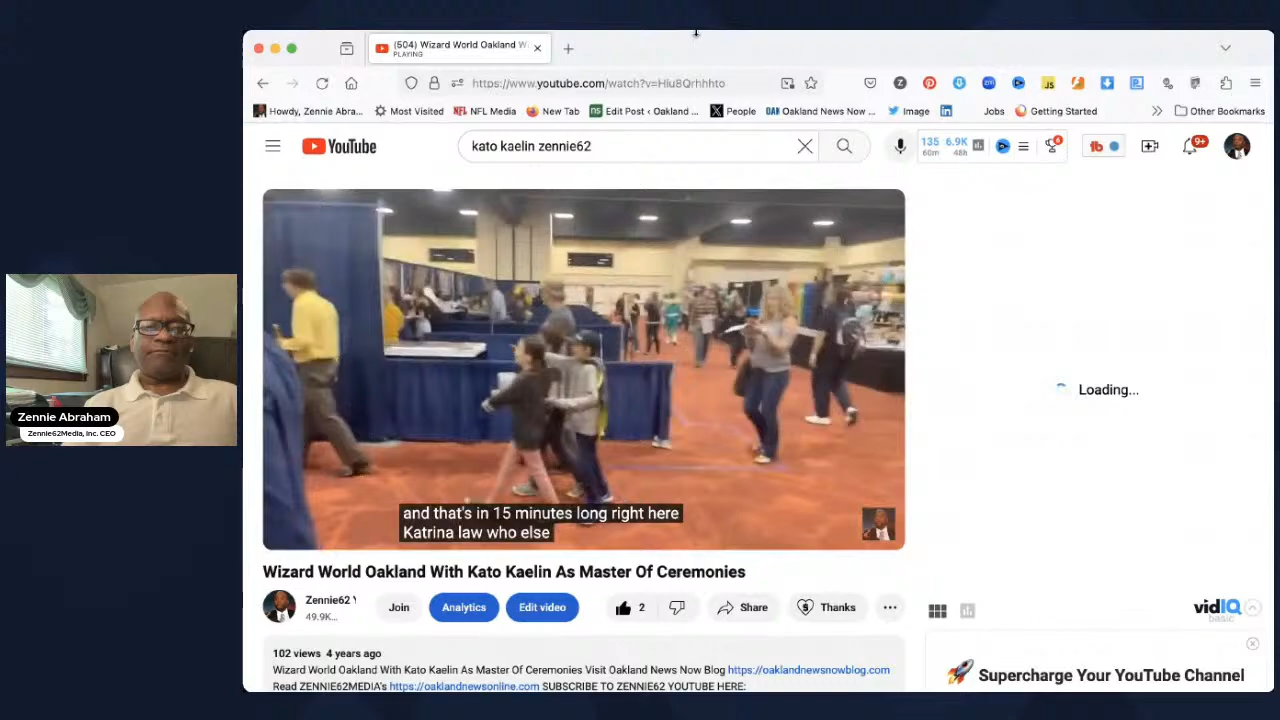 (504) Wizard World Oakland W
PLAYING
https://www.youtube.com/watch?v=Hiu8Qrhhhto
Howdy, Zennie Abra...
Most Visited
NFL Media
New Tab
Edit Post < Oakland ...
People
Oakland News Now ...
Image
Jobs
Getting Started
Other Bookmarks
YouTube
kato kaelin zennie62
135 6.9K
60m 48h
9+
Loading...
and that's in 15 minutes long right here
Katrina law who else
Zennie Abraham
Zennie62Media, Inc. CEO
Wizard World Oakland With Kato Kaelin As Master Of Ceremonies
Zennie62 Y
49.9K...
Join
Analytics
Edit video
2
Share
Thanks
vidIQ
basic
102 views 4 years ago
Wizard World Oakland With Kato Kaelin As Master Of Ceremonies Visit Oakland News Now Blog https://oaklandnewsnowblog.com
Read ZENNIE62MEDIA's https://oaklandnewsonline.com SUBSCRIBE TO ZENNIE62 YOUTUBE HERE:
Supercharge Your YouTube Channel